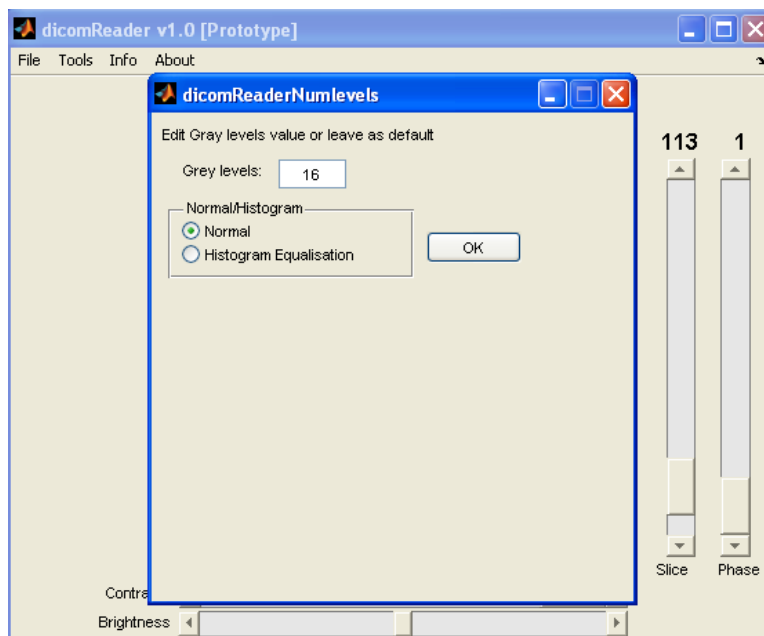 dicomReader v1.0 [Prototype]
File Tools Info About
dicomReaderNumlevels
Edit Gray levels value or leave as default
Grey levels: 16
Normal/Histogram
Normal
Histogram Equalisation
OK
113 1
Slice Phase
Brightness